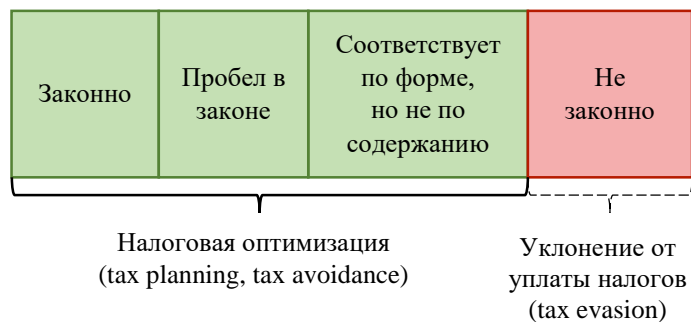 Законно
Пробел в
законе
Соответствует
по форме,
но не по
содержанию
Не
законно
Налоговая оптимизация
(tax planning, tax avoidance)
Уклонение от
уплаты налогов
(tax evasion)